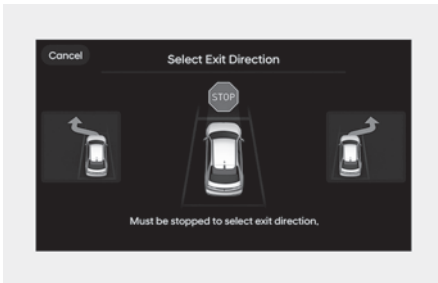 Cancel
Select Exit Direction
STOP
Must be stopped to select exit direction.